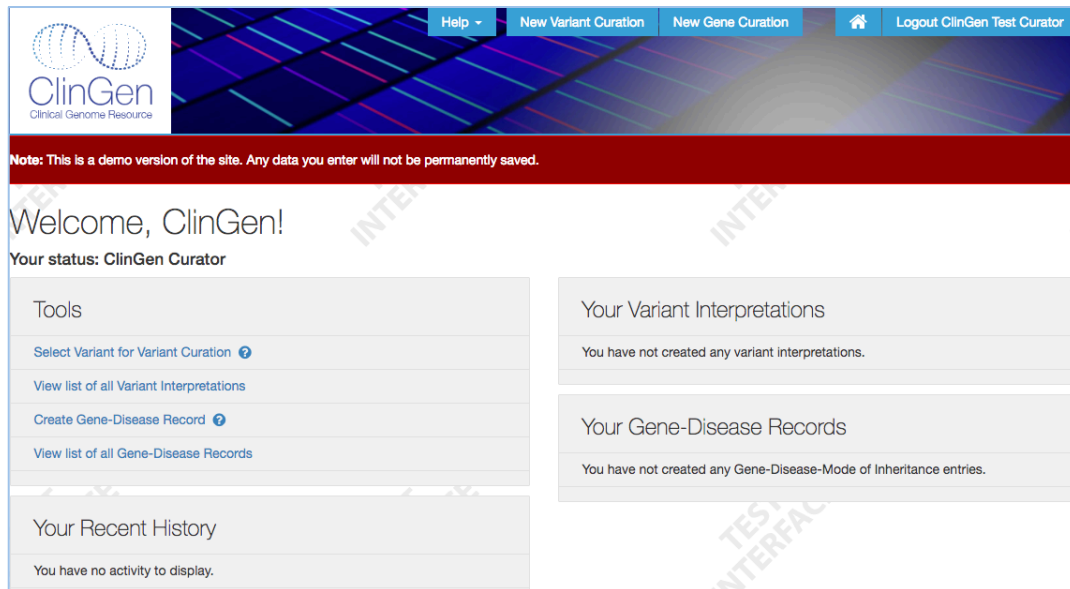 Help
New Variant Curation
New Gene Curation
Logout ClinGen Test Curator
ClinGen
Clinical Genome Resource
Note: This is a demo version of the site. Any data you enter will not be permanently saved.
Welcome, ClinGen!
Your status: ClinGen Curator
Tools
Select Variant for Variant Curation
View list of all Variant Interpretations
Create Gene-Disease Record
View list of all Gene-Disease Records
Your Recent History
You have no activity to display.
Your Variant Interpretations
You have not created any variant interpretations.
Your Gene-Disease Records
You have not created any Gene-Disease-Mode of Inheritance entries.
TEST
INTERFACE